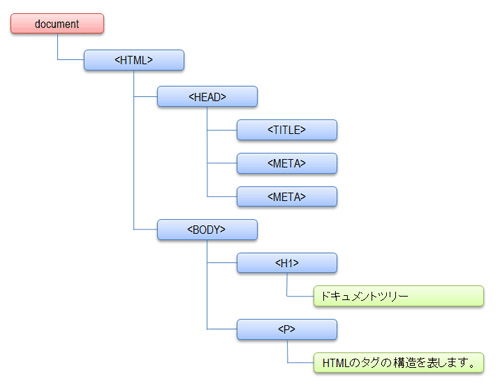 document
<HTML>
<HEAD>
<TITLE>
<META>
<META>
<BODY>
<H1>
ドキュメントツリー
<P>
HTMLのタグの構造を表します。